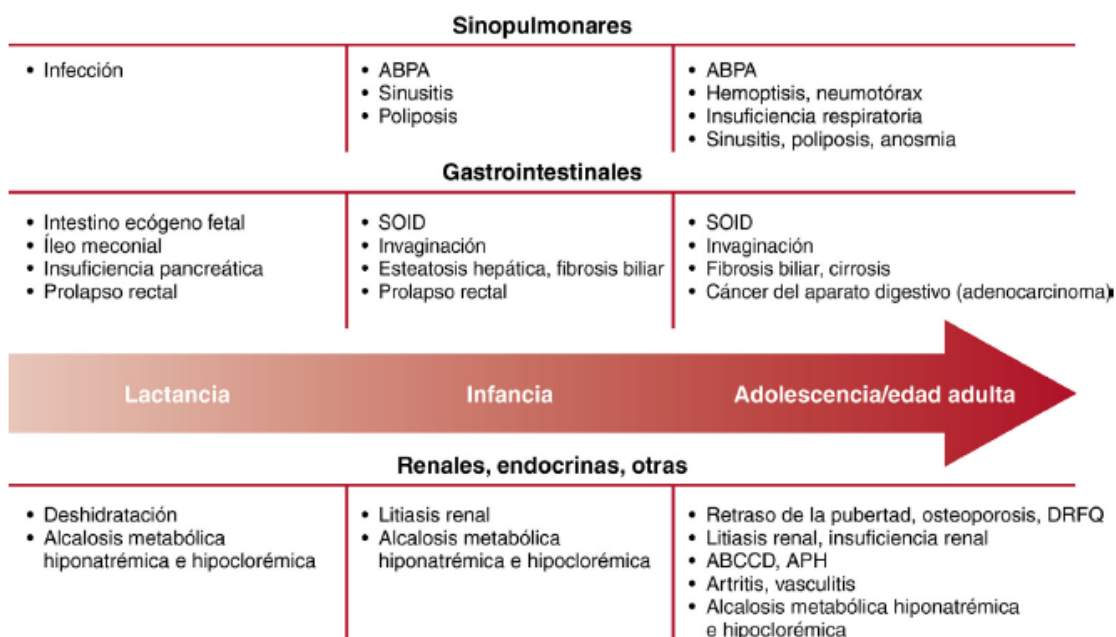 Sinopulmonares
• Infección
• ABPA
• Sinusitis
• Poliposis
• ABPA
• Hemoptisis, neumotórax
• Insuficiencia respiratoria
• Sinusitis, poliposis, anosmia
Gastrointestinales
• Intestino ecógeno fetal
• Íleo meconial
• Insuficiencia pancreática
• Prolapso rectal
• SOID
• Invaginación
• Esteatosis hepática, fibrosis biliar
• Prolapso rectal
• SOID
• Invaginación
• Fibrosis biliar, cirrosis
• Cáncer del aparato digestivo (adenocarcinoma)
Lactancia
Infancia
Adolescencia/edad adulta
Renales, endocrinas, otras
• Deshidratación
• Alcalosis metabólica
hiponatrémica e hipoclorémica
• Litiasis renal
• Alcalosis metabólica
hiponatrémica e hipoclorémica
• Retraso de la pubertad, osteoporosis, DRFQ
• Litiasis renal, insuficiencia renal
• ABCCD, APH
• Artritis, vasculitis
• Alcalosis metabólica hiponatrémica
e hipoclorémica